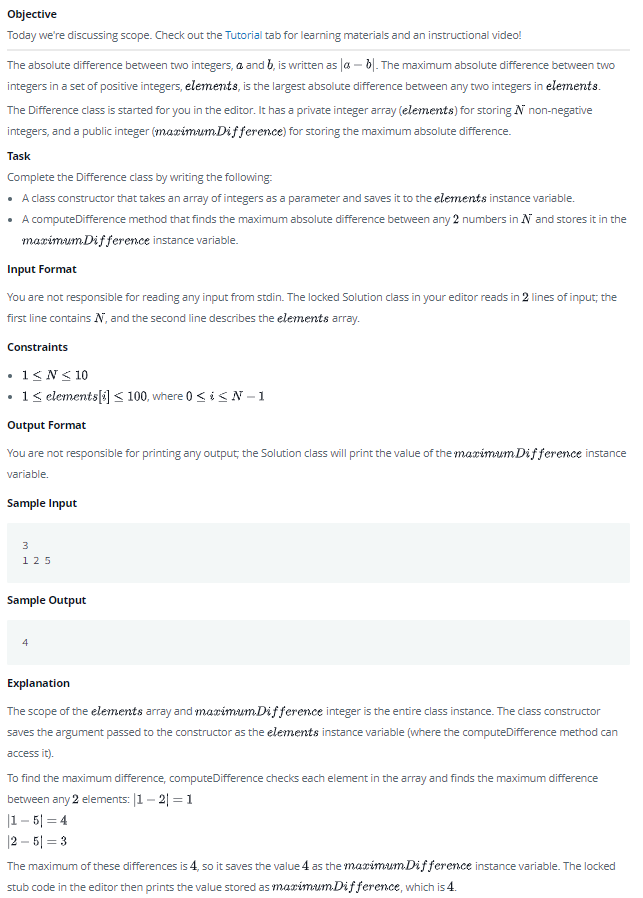 Objective
Today we're discussing scope. Check out the Tutorial tab for learning materials and an instructional video!
The absolute difference between two integers, a and b, is written as |a − b|. The maximum absolute difference between two
integers in a set of positive integers, elements, is the largest absolute difference between any two integers in elements.
The Difference class is started for you in the editor. It has a private integer array (elements) for storing N non-negative
integers, and a public integer (maximumDifference) for storing the maximum absolute difference.
Task
Complete the Difference class by writing the following:
• A class constructor that takes an array of integers as a parameter and saves it to the elements instance variable.
• A computeDifference method that finds the maximum absolute difference between any 2 numbers in N and stores it in the
maximumDifference instance variable.
Input Format
You are not responsible for reading any input from stdin. The locked Solution class in your editor reads in 2 lines of input; the
first line contains N, and the second line describes the elements array.
Constraints
• 1 ≤ N ≤ 10
• 1 ≤ elements[i] ≤ 100, where 0 ≤ i ≤ N − 1
Output Format
You are not responsible for printing any output; the Solution class will print the value of the maximumDifference instance
variable.
Sample Input
3
1 2 5
Sample Output
4
Explanation
The scope of the elements array and maximumDifference integer is the entire class instance. The class constructor
saves the argument passed to the constructor as the elements instance variable (where the computeDifference method can
access it).
To find the maximum difference, computeDifference checks each element in the array and finds the maximum difference
between any 2 elements: |1 − 2| = 1
|1 − 5| = 4
|2 − 5| = 3
The maximum of these differences is 4, so it saves the value 4 as the maximumDifference instance variable. The locked
stub code in the editor then prints the value stored as maximumDifference, which is 4.